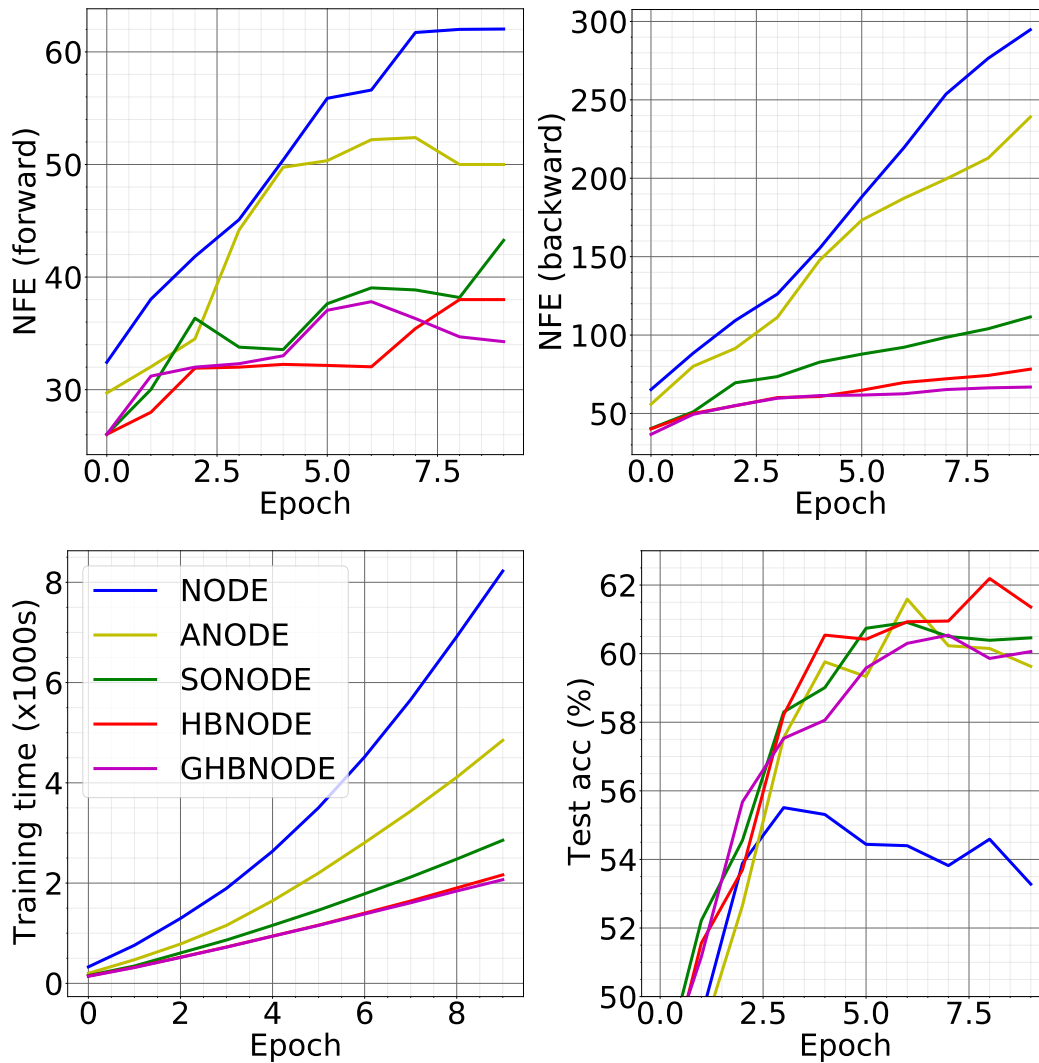 NFE (forward)
60
50
40
30
0.0 2.5 5.0 7.5
Epoch
NFE (backward)
300
250
200
150
100
50
0.0 2.5 5.0 7.5
Epoch
Training time (x1000s)
8
6
4
2
0
NODE
ANODE
SONODE
HBNODE
GHBNODE
0 2 4 6 8
Epoch
Test acc (%)
62
60
58
56
54
52
50
0.0 2.5 5.0 7.5
Epoch